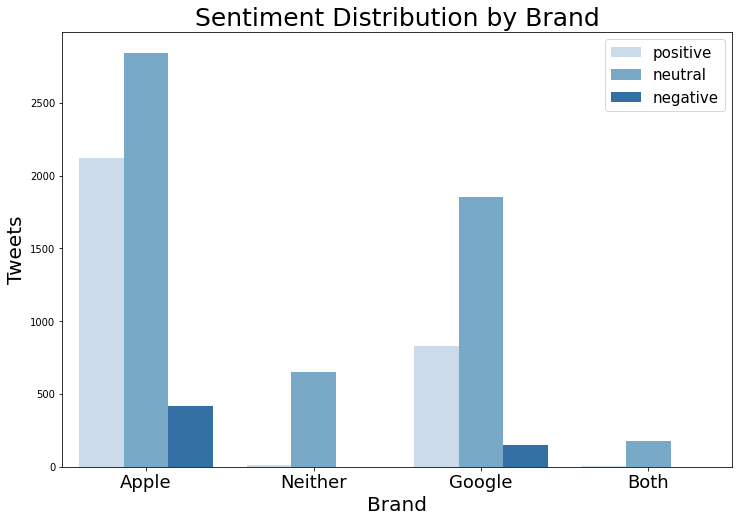 Sentiment Distribution by Brand
positive
neutral
negative
Tweets
2500
2000
1500
1000
500
0
Apple
Neither
Google
Both
Brand